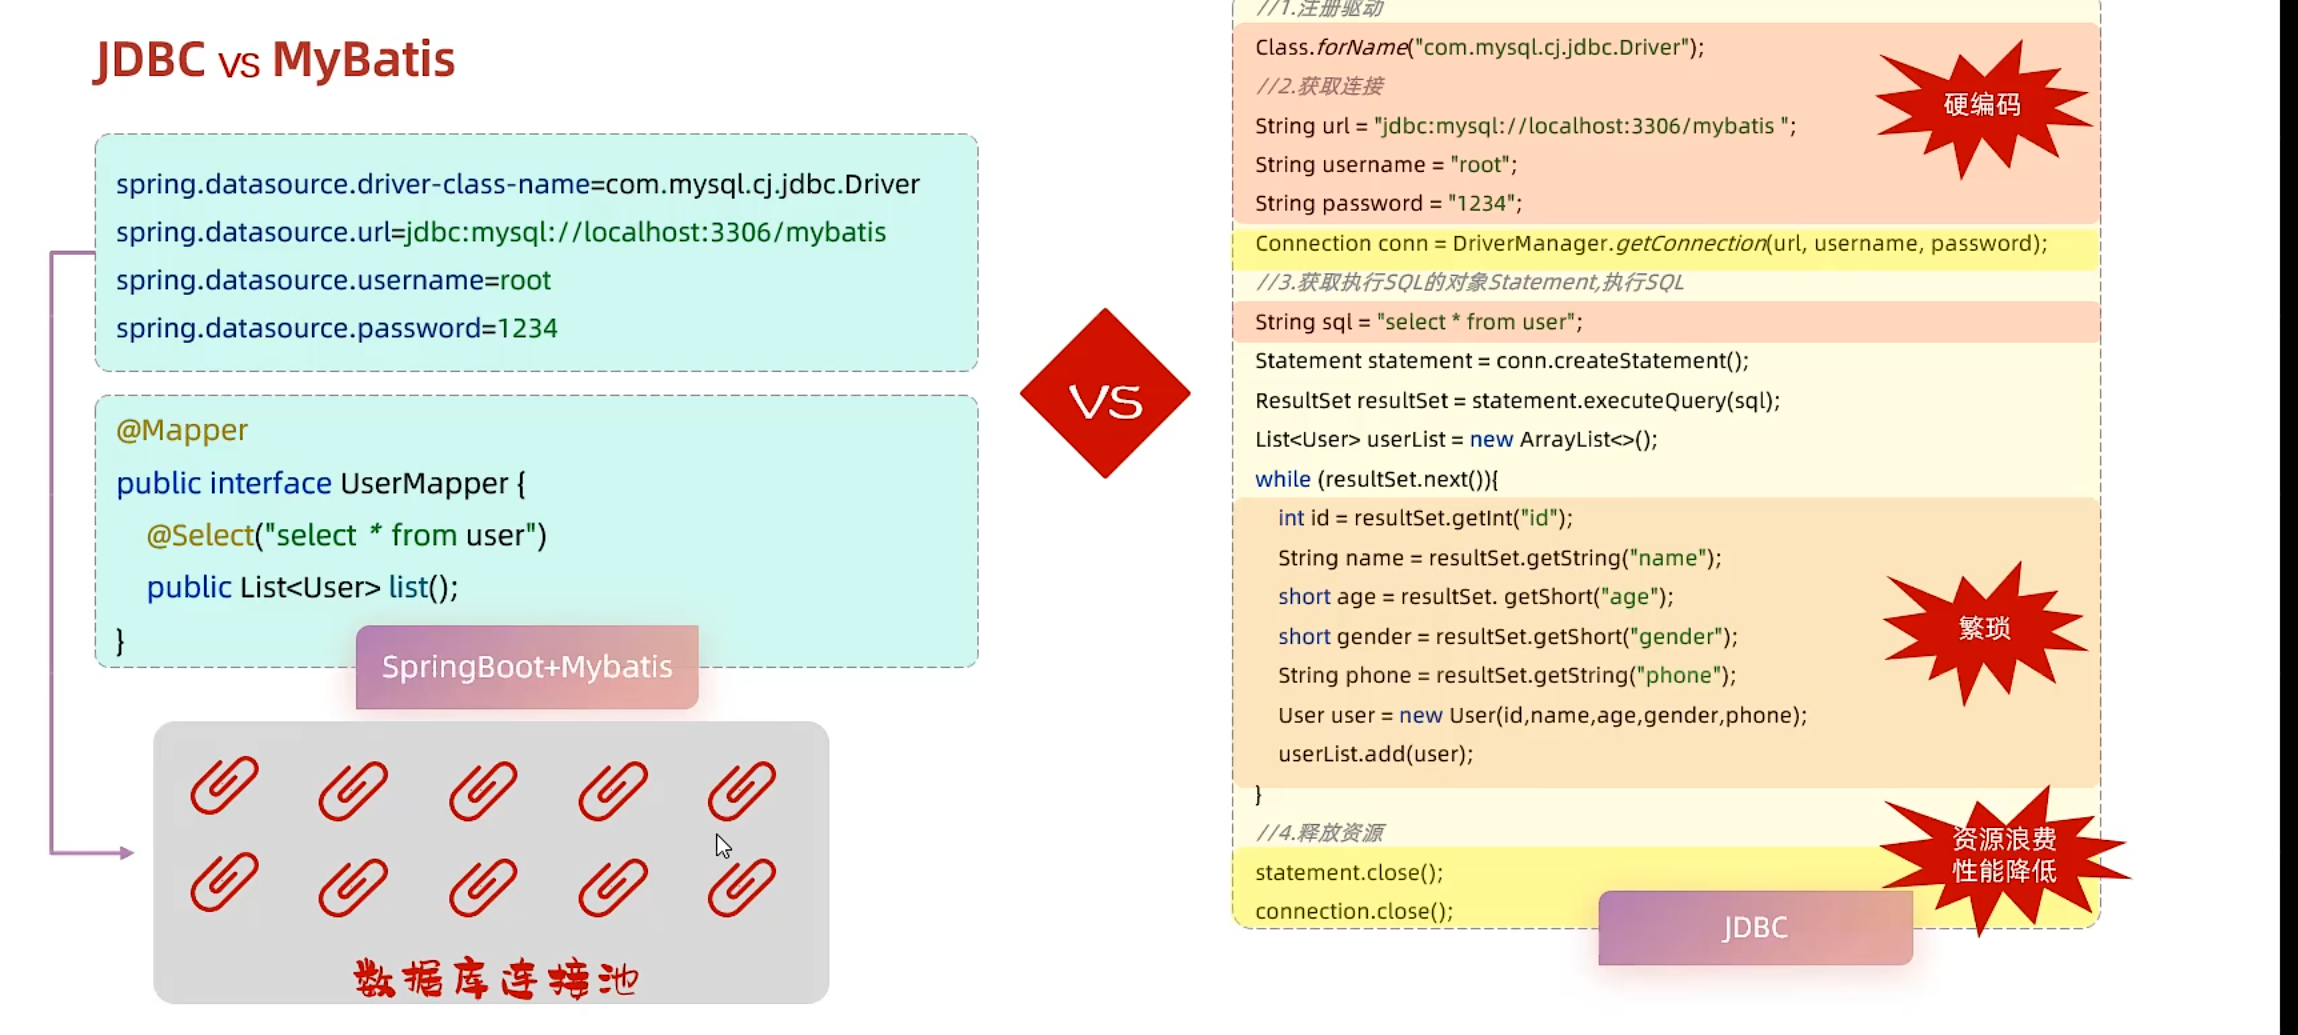 JDBC vs MyBatis
spring.datasource.driver-class-name=com.mysql.cj.jdbc.Driver
spring.datasource.url=jdbc:mysql://localhost:3306/mybatis
spring.datasource.username=root
spring.datasource.password=1234
@Mapper
public interface UserMapper {
@Select("select * from user")
public List<User> list();
}
SpringBoot+Mybatis
数据库连接池
VS
//1.注册驱动
Class.forName("com.mysql.cj.jdbc.Driver");
//2.获取连接
String url = "jdbc:mysql://localhost:3306/mybatis ";
String username = "root";
String password = "1234";
硬编码
Connection conn = DriverManager.getConnection(url, username, password);
//3.获取执行SQL的对象Statement,执行SQL
String sql = "select * from user";
Statement statement = conn.createStatement();
ResultSet resultSet = statement.executeQuery(sql);
List<User> userList = new ArrayList<>();
while (resultSet.next()){
int id = resultSet.getInt("id");
String name = resultSet.getString("name");
short age = resultSet. getShort("age");
short gender = resultSet.getShort("gender");
String phone = resultSet.getString("phone");
User user = new User(id,name,age,gender,phone);
userList.add(user);
繁琐
}
//4.释放资源
statement.close();
connection.close();
资源浪费
性能降低
JDBC